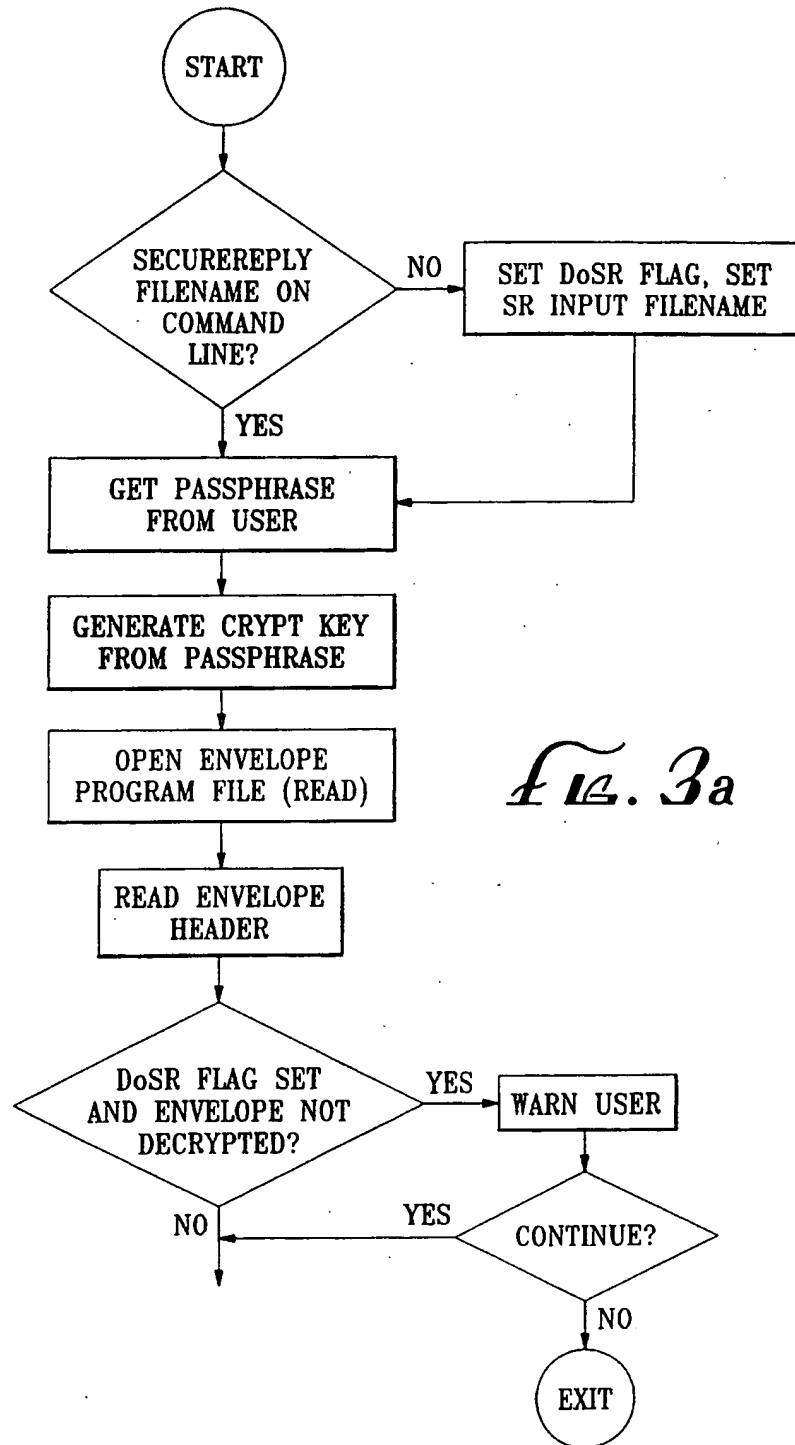 START
SECUREREPLY
FILENAME ON
COMMAND
LINE?
NO
SET DoSR FLAG, SET
SR INPUT FILENAME
YES
GET PASSPHRASE
FROM USER
GENERATE CRYPT KEY
FROM PASSPHRASE
OPEN ENVELOPE
PROGRAM FILE (READ)
FIG. 3a
READ ENVELOPE
HEADER
DoSR FLAG SET
AND ENVELOPE NOT
DECRYPTED?
YES
WARN USER
NO
YES
CONTINUE?
NO
EXIT